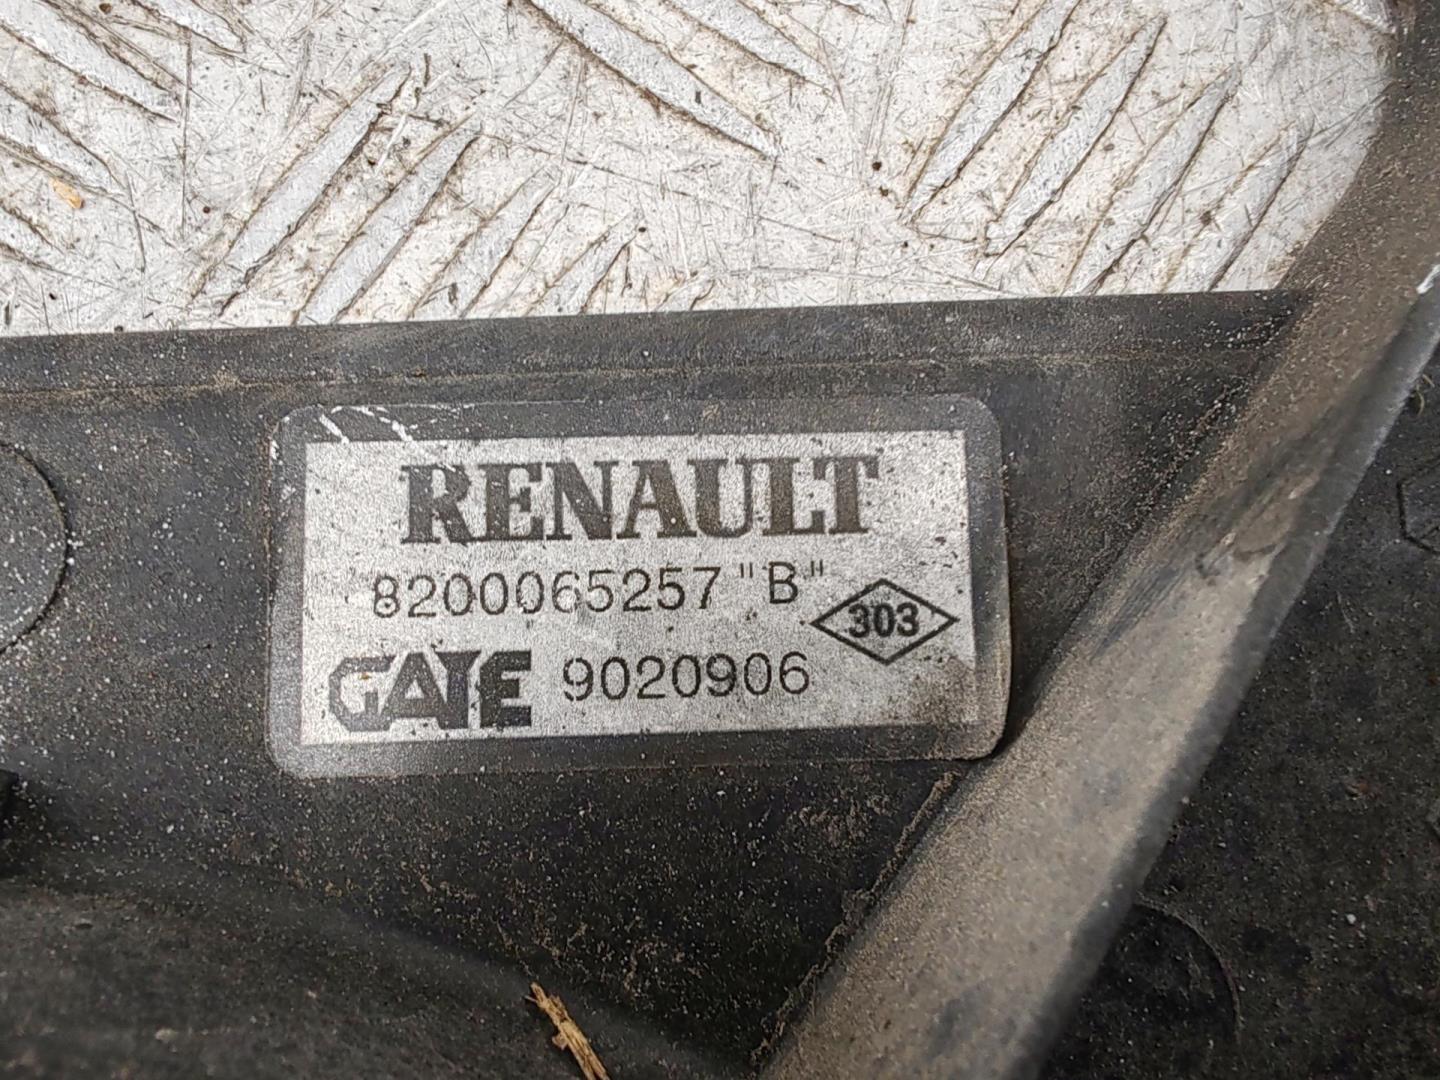 RENAULT
8200065257 "B"
303
GATE 9020906